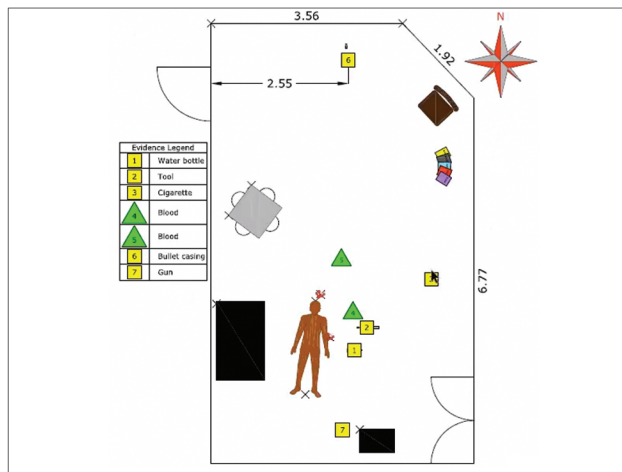 3.56
N
1.92
6
2.55
Evidence Legend
1 Water bottle
2 Tool
3 Cigarette
4 Blood
5 Blood
6 Bullet casing
7 Gun
5
6.77
4
2
1
7